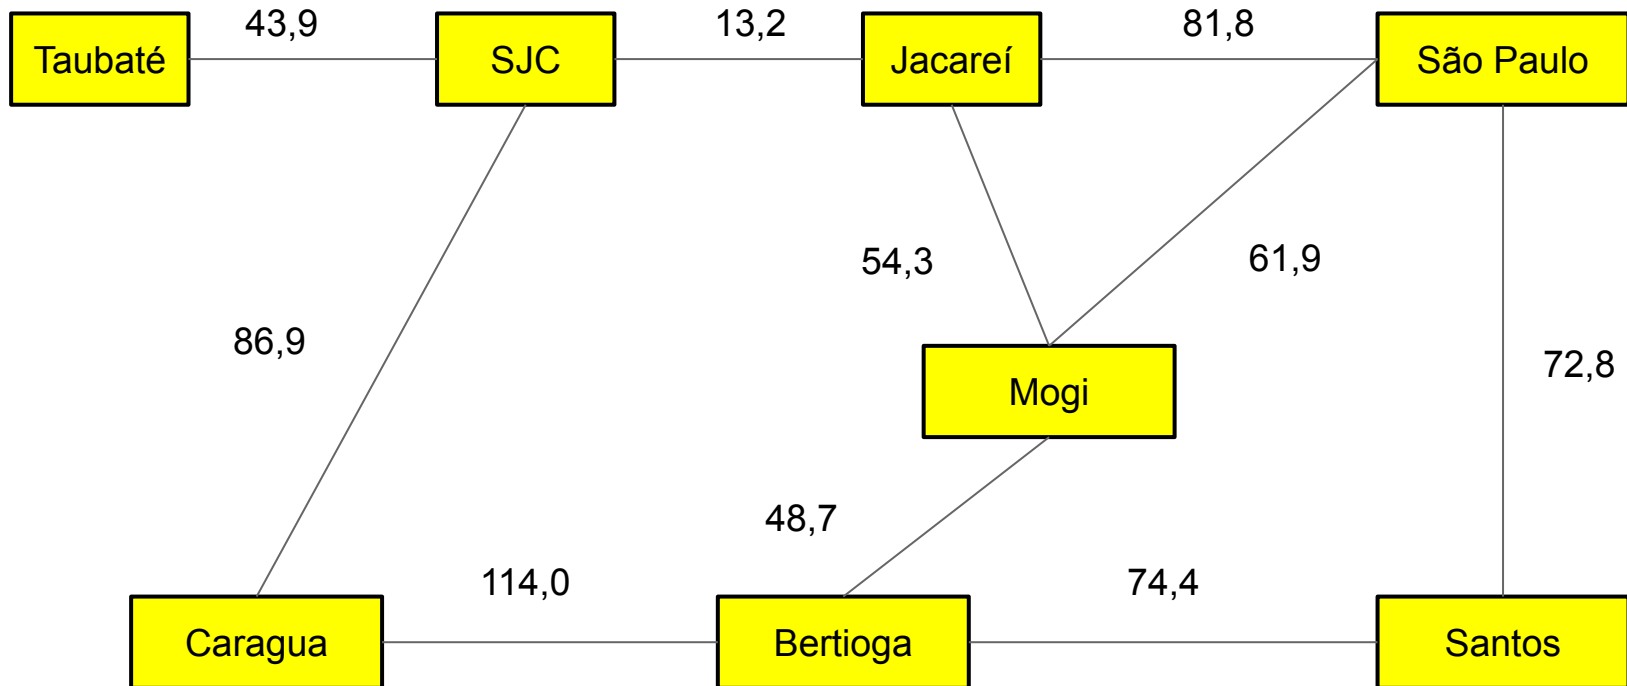 43,9
13,2
81,8
Taubaté
SJC
Jacareí
São Paulo
54,3
61,9
86,9
72,8
Mogi
48,7
114,0
74,4
Caragua
Bertioga
Santos